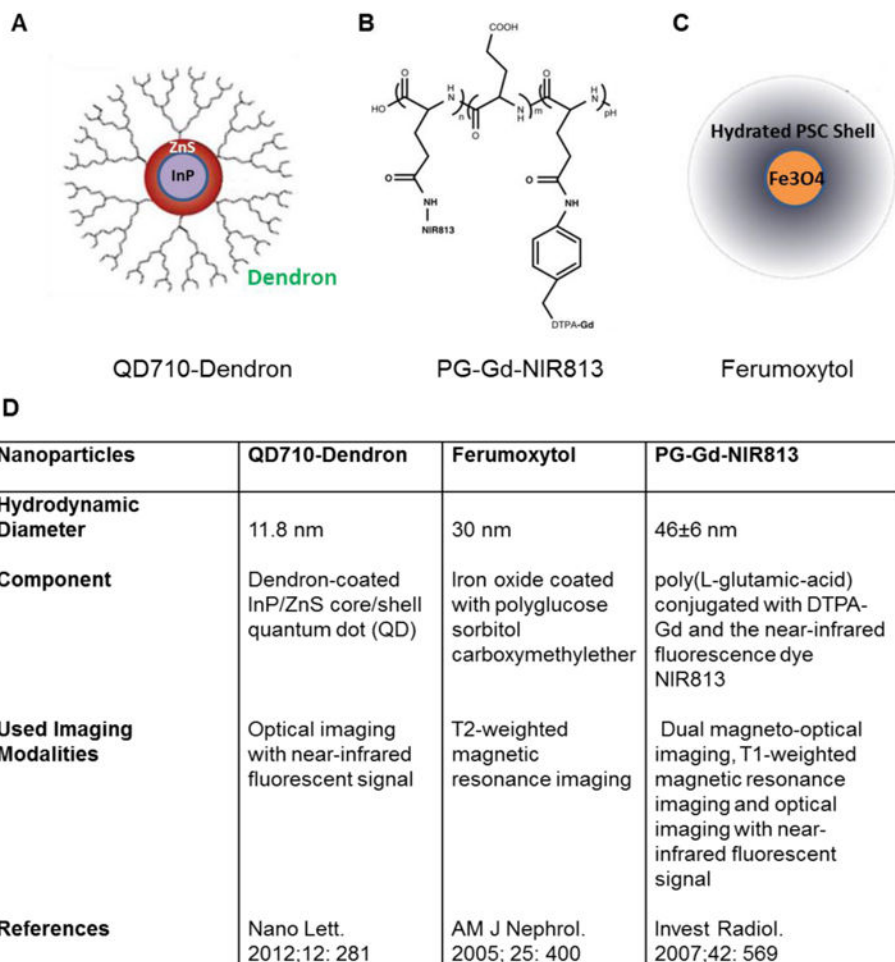 A
B
C
ZnS
InP
Dendron
COOH
O
H
N
HO
n
O
N
H
m
O
H
N
pH
O
NH
NIR813
O
NH
DTPA-Gd
Hydrated PSC Shell
Fe3O4
QD710-Dendron
PG-Gd-NIR813
Ferumoxytol
D
Nanoparticles
QD710-Dendron
Ferumoxytol
PG-Gd-NIR813
Hydrodynamic
Diameter
11.8 nm
30 nm
46±6 nm
Component
Dendron-coated
InP/ZnS core/shell
quantum dot (QD)
Iron oxide coated
with polyglucose
sorbitol
carboxymethylether
poly(L-glutamic-acid)
conjugated with DTPA-
Gd and the near-infrared
fluorescence dye
NIR813
Used Imaging
Modalities
Optical imaging
with near-infrared
fluorescent signal
T2-weighted
magnetic
resonance imaging
Dual magneto-optical
imaging, T1-weighted
magnetic resonance
imaging and optical
imaging with near-
infrared fluorescent
signal
References
Nano Lett.
2012;12: 281
AM J Nephrol.
2005; 25: 400
Invest Radiol.
2007;42: 569